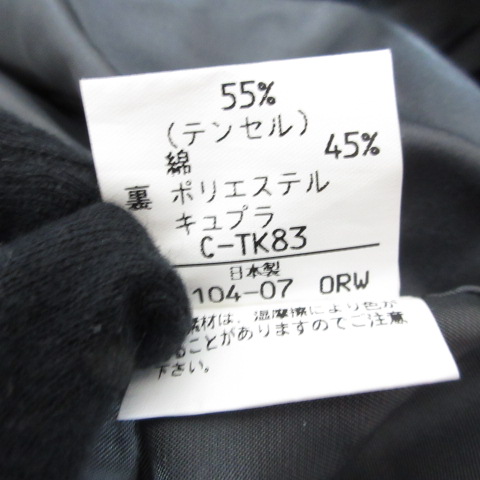 55%
(テンセル)
綿 45%
裏 ポリエステル
キュプラ
C-TK83
日本製
104-07 ORW
素材は、湿摩擦により色が
ことがありますのでご注意
下さい。